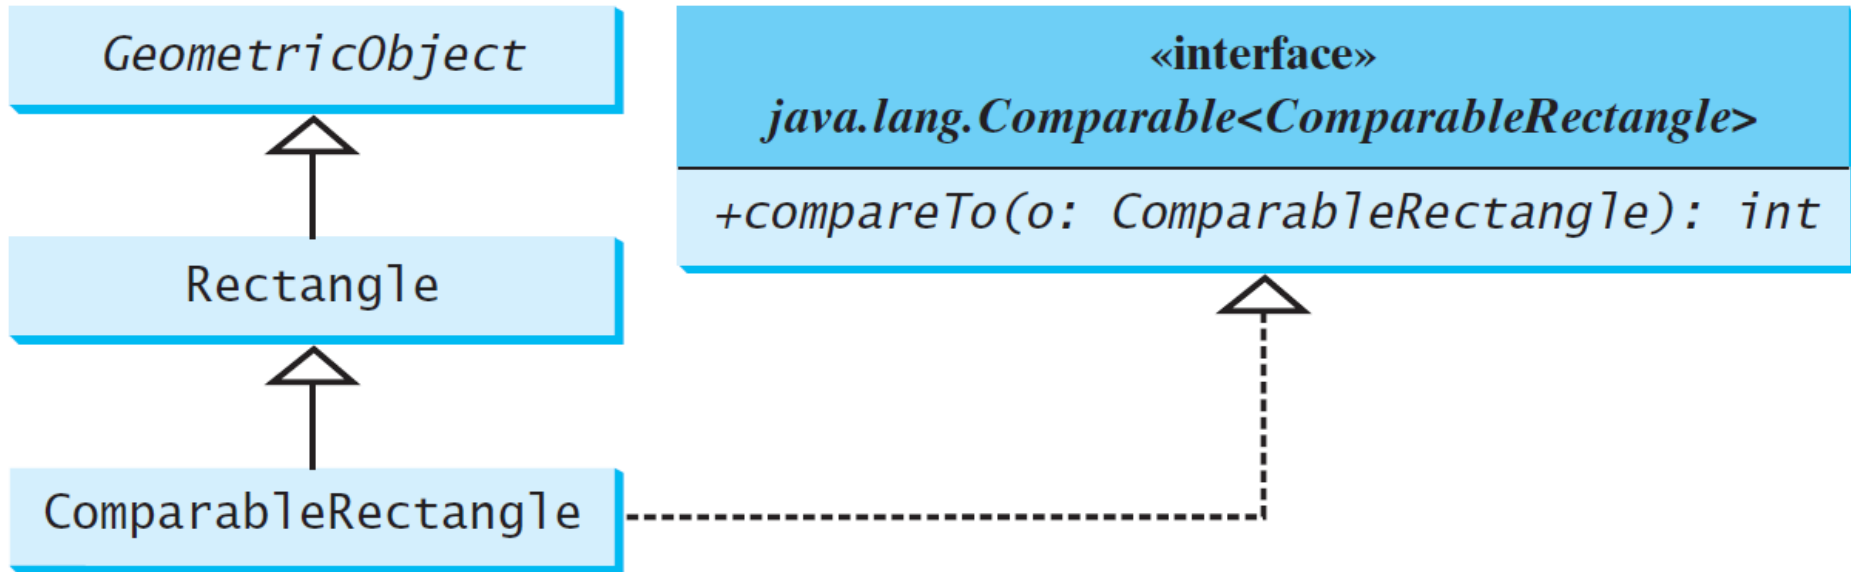 GeometricObject
«interface»
java.lang.Comparable<ComparableRectangle>
+compareTo(o: ComparableRectangle): int
Rectangle
ComparableRectangle